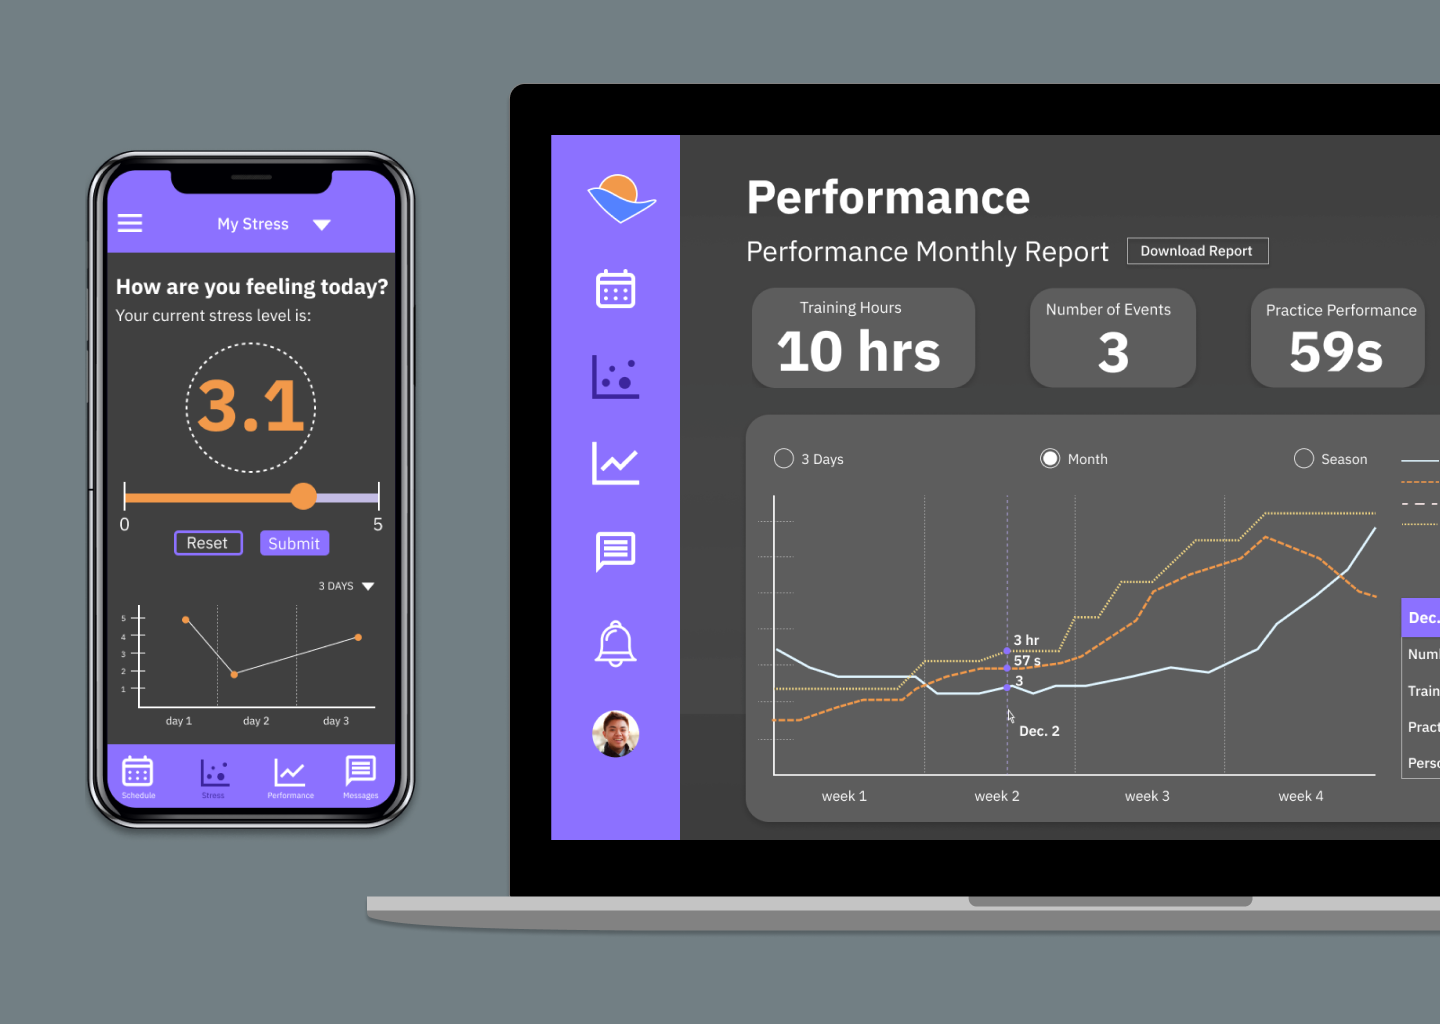 My Stress
How are you feeling today?
Your current stress level is:
3.1
0
5
Reset
Submit
3 DAYS
5
4
3
2
1
day 1
day 2
day 3
Schedule
Stress
Performance
Messages
Performance
Performance Monthly Report
Download Report
Training Hours
10 hrs
Number of Events
3
Practice Performance
59s
3 Days
Month
Season
3 hr
57 s
3
Dec. 2
week 1
week 2
week 3
week 4
Dec.
Num
Train
Pract
Perso